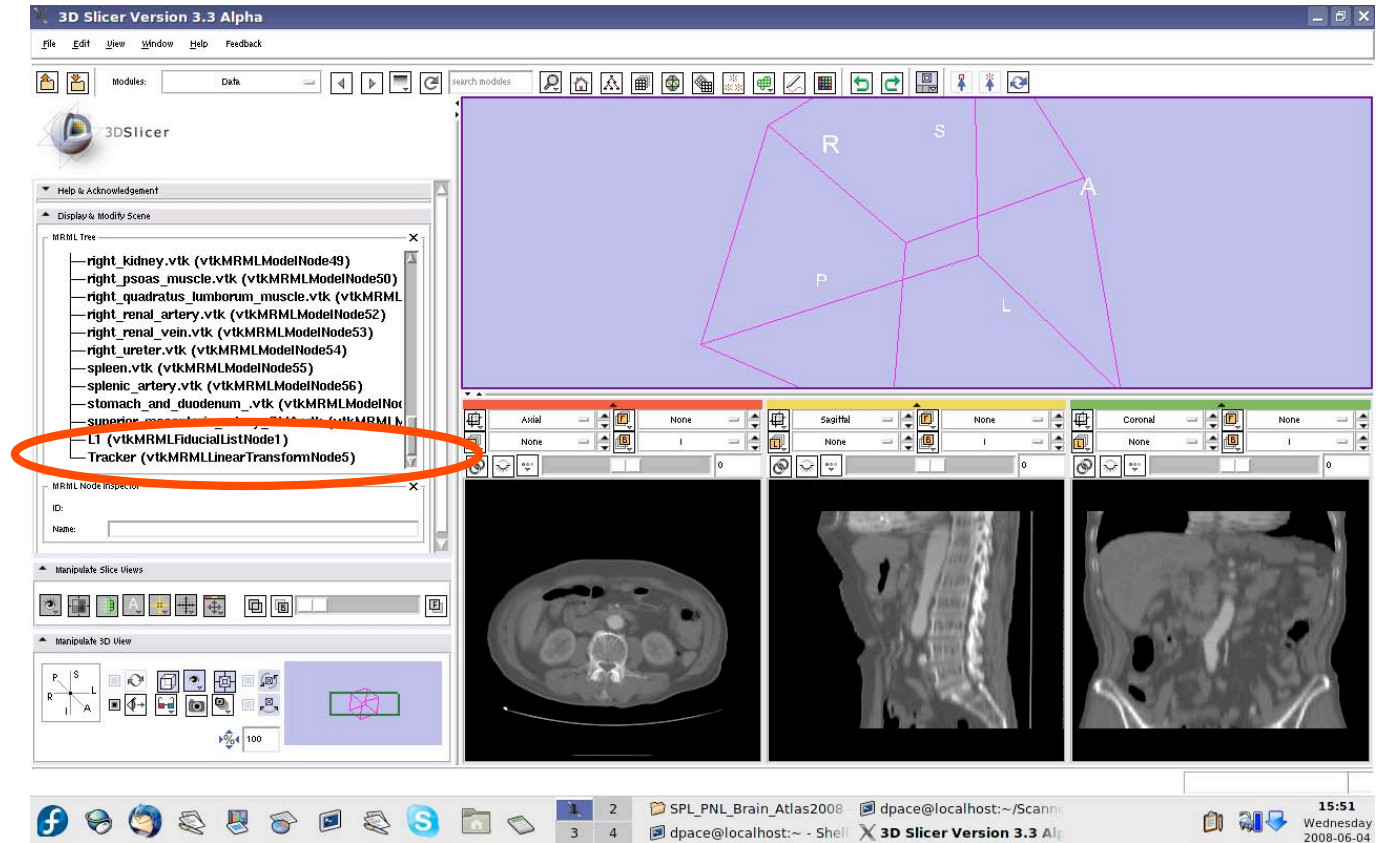 3D Slicer Version 3.3 Alpha
File Edit View Window Help Feedback
Modules: Data search modules
3DSlicer
Help & Acknowledgement
Display & Modify Scene
MRML Tree
right_kidney.vtk (vtkMRMLModelNode49)
right_psoas_muscle.vtk (vtkMRMLModelNode50)
right_quadratus_lumborum_muscle.vtk (vtkMRML
right_renal_artery.vtk (vtkMRMLModelNode52)
right_renal_vein.vtk (vtkMRMLModelNode53)
right_ureter.vtk (vtkMRMLModelNode54)
spleen.vtk (vtkMRMLModelNode55)
splenic_artery.vtk (vtkMRMLModelNode56)
stomach_and_duodenum_.vtk (vtkMRMLModelNo
L1 (vtkMRMLFiducialListNode1)
Tracker (vtkMRMLLinearTransformNode5)
MRML Node Inspector
ID:
Name:
Manipulate Slice Views
A B F
Manipulate 3D View
P S
R L
I A
% 100
R S A
P L
Axial F None
None B I
0
Sagittal F None
L None B I
0
Coronal F None
L None B I
0
1 2
3 4
SPL_PNL_Brain_Atlas2008 -
dpace@localhost:~ - Shell
dpace@localhost:~/Scann
3D Slicer Version 3.3 Alp
15:51
Wednesday
2008-06-04